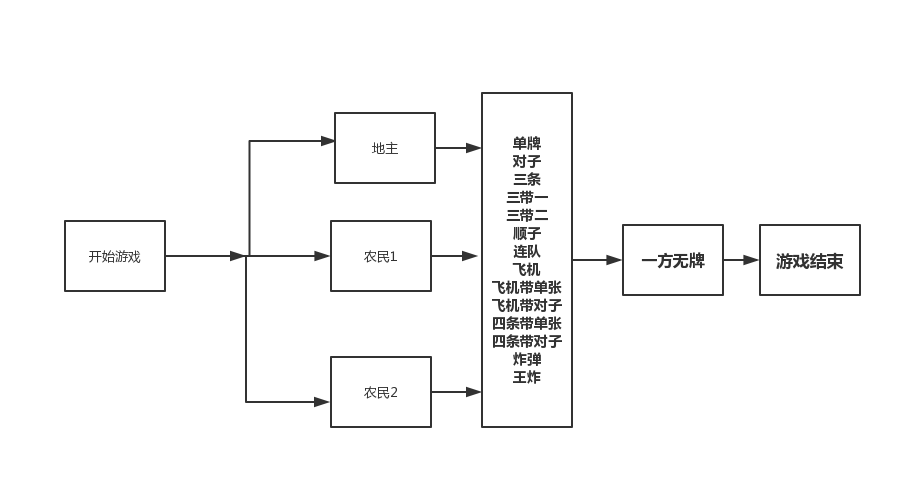 开始游戏
地主
农民1
农民2
单牌
对子
三条
三带一
三带二
顺子
连队
飞机
飞机带单张
飞机带对子
四条带单张
四条带对子
炸弹
王炸
一方无牌
游戏结束